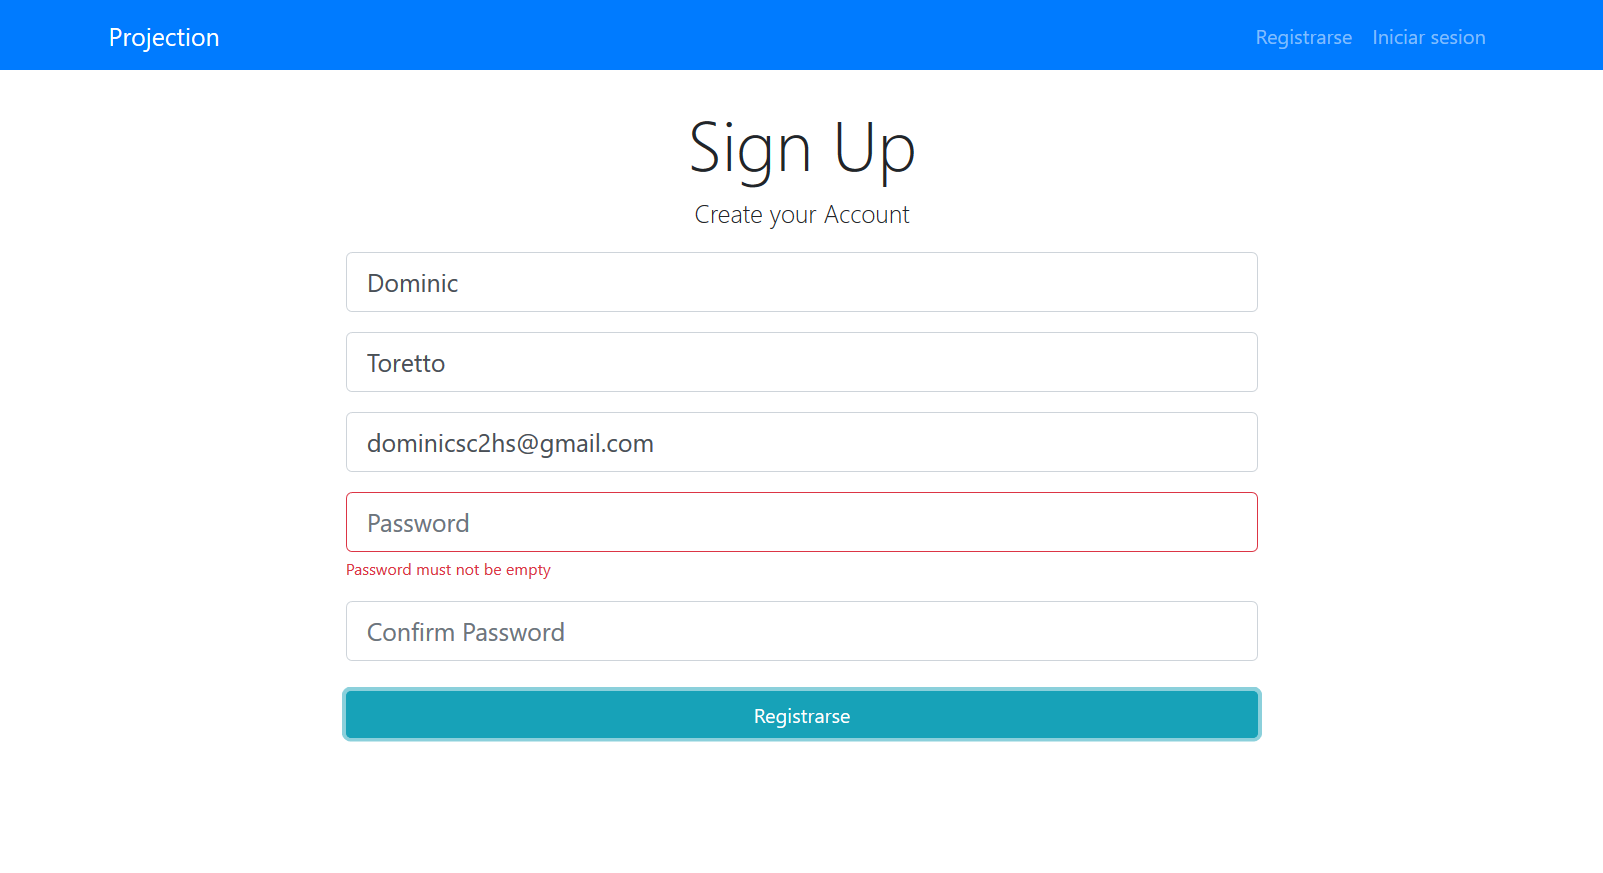 Projection Registrarse Iniciar sesion
Sign Up
Create your Account
Dominic
Toretto
dominicsc2hs@gmail.com
Password
Password must not be empty
Confirm Password
Registrarse